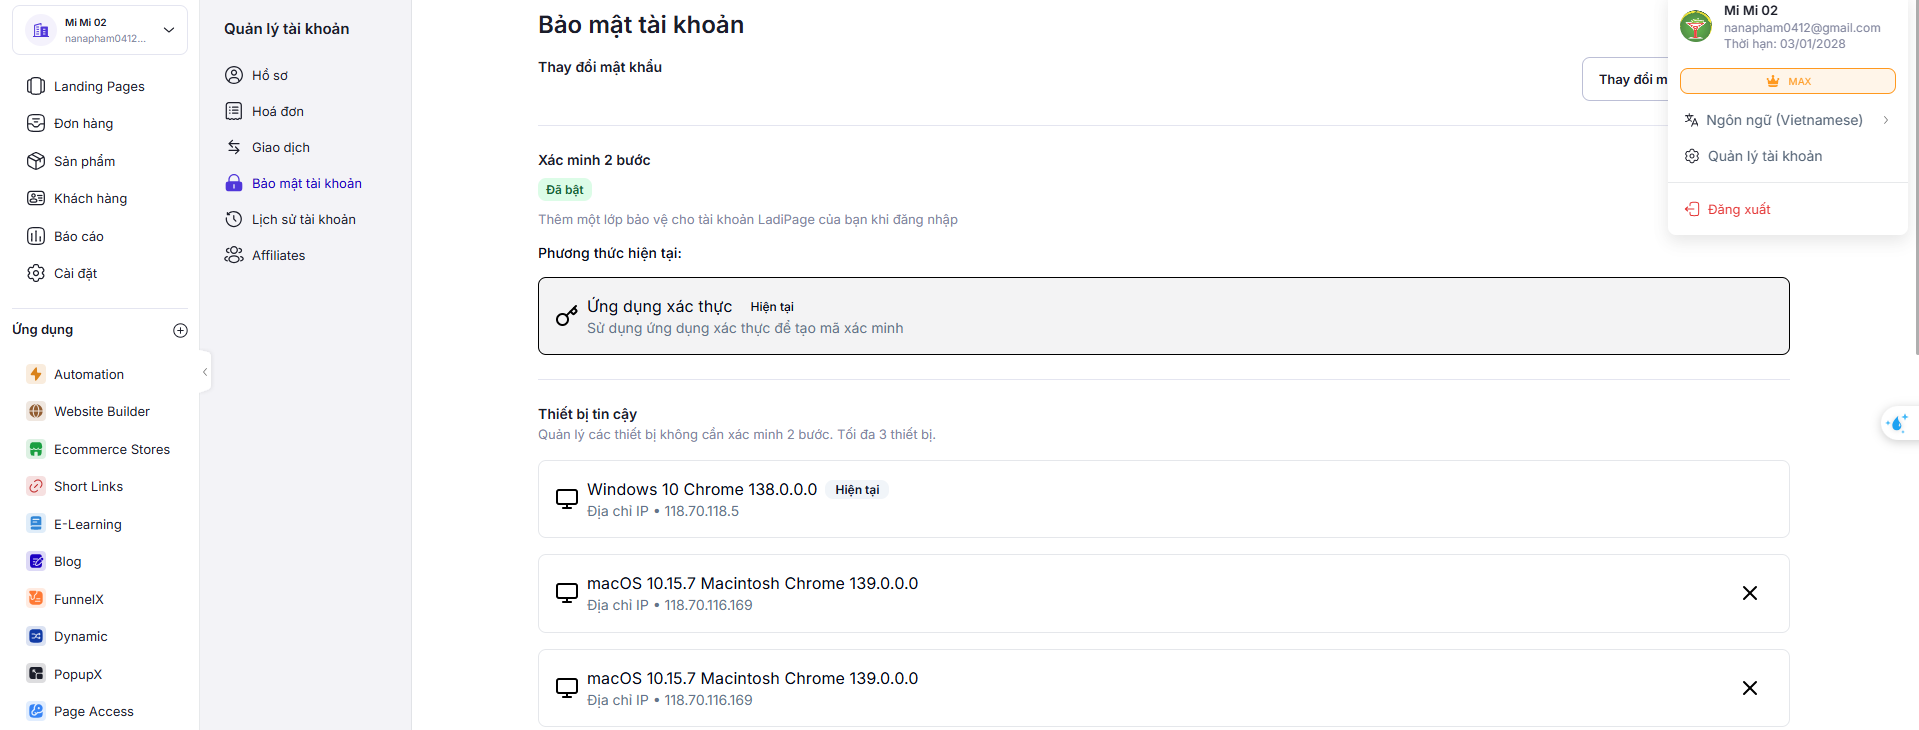 Mi Mi 02
nanapham0412...
Landing Pages
Đơn hàng
Sản phẩm
Khách hàng
Báo cáo
Cài đặt
Ứng dụng
Automation
Website Builder
Ecommerce Stores
Short Links
E-Learning
Blog
FunnelX
Dynamic
PopupX
Page Access
Quản lý tài khoản
Hồ sơ
Hoá đơn
Giao dịch
Bảo mật tài khoản
Lịch sử tài khoản
Affiliates
Bảo mật tài khoản
Thay đổi mật khẩu
Thay đổi m
Xác minh 2 bước
Đã bật
Thêm một lớp bảo vệ cho tài khoản LadiPage của bạn khi đăng nhập
Phương thức hiện tại:
Ứng dụng xác thực Hiện tại
Sử dụng ứng dụng xác thực để tạo mã xác minh
Thiết bị tin cậy
Quản lý các thiết bị không cần xác minh 2 bước. Tối đa 3 thiết bị.
Windows 10 Chrome 138.0.0.0 Hiện tại
Địa chỉ IP • 118.70.118.5
macOS 10.15.7 Macintosh Chrome 139.0.0.0
Địa chỉ IP • 118.70.116.169
macOS 10.15.7 Macintosh Chrome 139.0.0.0
Địa chỉ IP • 118.70.116.169
Mi Mi 02
nanapham0412@gmail.com
Thời hạn: 03/01/2028
MAX
Ngôn ngữ (Vietnamese)
Quản lý tài khoản
Đăng xuất